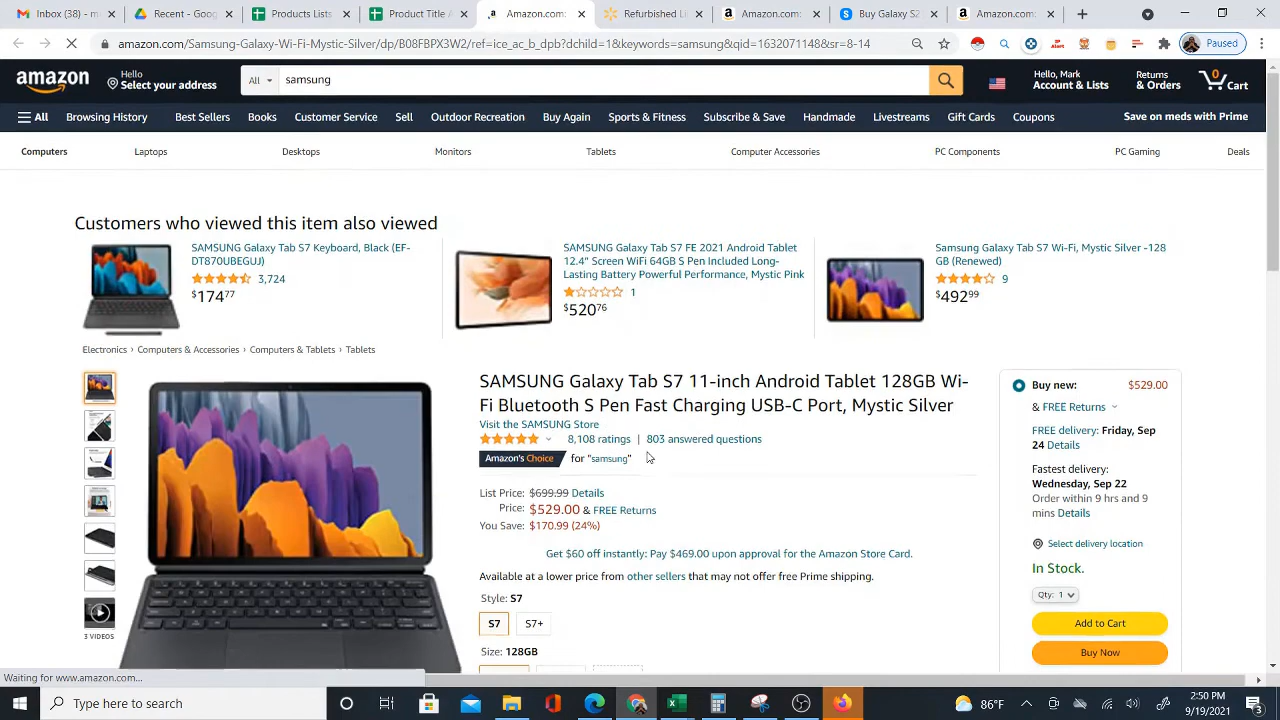 Inbox (38) -
Recent - Goo
Products Lists
Product Title A
Amazon.com:
Refurbished L
Amazon.com:
Buy Galaxy S2
Amazon.com:
amazon.com/Samsung-Galaxy-Wi-Fi-Mystic-Silver/dp/B08FBPX3W2/ref=ice_ac_b_dpb?dchild=1&keywords=samsung&qid=1632071148&sr=8-14
Paused
amazon
Hello
Select your address
All
samsung
Hello, Mark
Account & Lists
Returns
& Orders
0
Cart
All
Browsing History
Best Sellers
Books
Customer Service
Sell
Outdoor Recreation
Buy Again
Sports & Fitness
Subscribe & Save
Handmade
Livestreams
Gift Cards
Coupons
Save on meds with Prime
Computers
Laptops
Desktops
Monitors
Tablets
Computer Accessories
PC Components
PC Gaming
Deals
Customers who viewed this item also viewed
SAMSUNG Galaxy Tab S7 Keyboard, Black (EF-
DT870UBEGUJ)
3,724
$174.77
SAMSUNG Galaxy Tab S7 FE 2021 Android Tablet
12.4" Screen WiFi 64GB S Pen Included Long-
Lasting Battery Powerful Performance, Mystic Pink
1
$520.76
Samsung Galaxy Tab S7 Wi-Fi, Mystic Silver -128
GB (Renewed)
9
$492.99
Electronics › Computers & Accessories › Computers & Tablets › Tablets
3 VIDEOS
SAMSUNG Galaxy Tab S7 11-inch Android Tablet 128GB Wi-
Fi Bluetooth S Pen Fast Charging USB-C Port, Mystic Silver
Visit the SAMSUNG Store
8,108 ratings | 803 answered questions
Amazon's Choice for "samsung"
List Price: $699.99 Details
Price: $529.00 & FREE Returns
You Save: $170.99 (24%)
Get $60 off instantly: Pay $469.00 upon approval for the Amazon Store Card.
Available at a lower price from other sellers that may not offer free Prime shipping.
Style: S7
S7
S7+
Size: 128GB
Buy new: $529.00
& FREE Returns
FREE delivery: Friday, Sep
24 Details
Fastest delivery:
Wednesday, Sep 22
Order within 9 hrs and 9
mins Details
Select delivery location
In Stock.
Qty: 1
Add to Cart
Buy Now
Waiting for www.amazon.com...
Type here to search
86°F
2:50 PM
9/19/2021